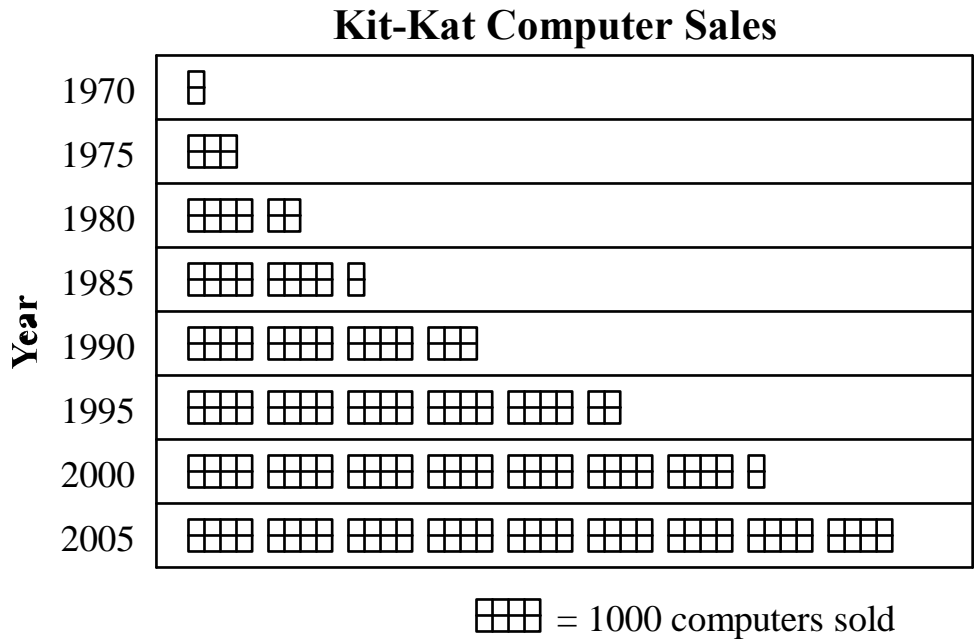 Kit-Kat Computer Sales
Year
1970
1975
1980
1985
1990
1995
2000
2005
= 1000 computers sold